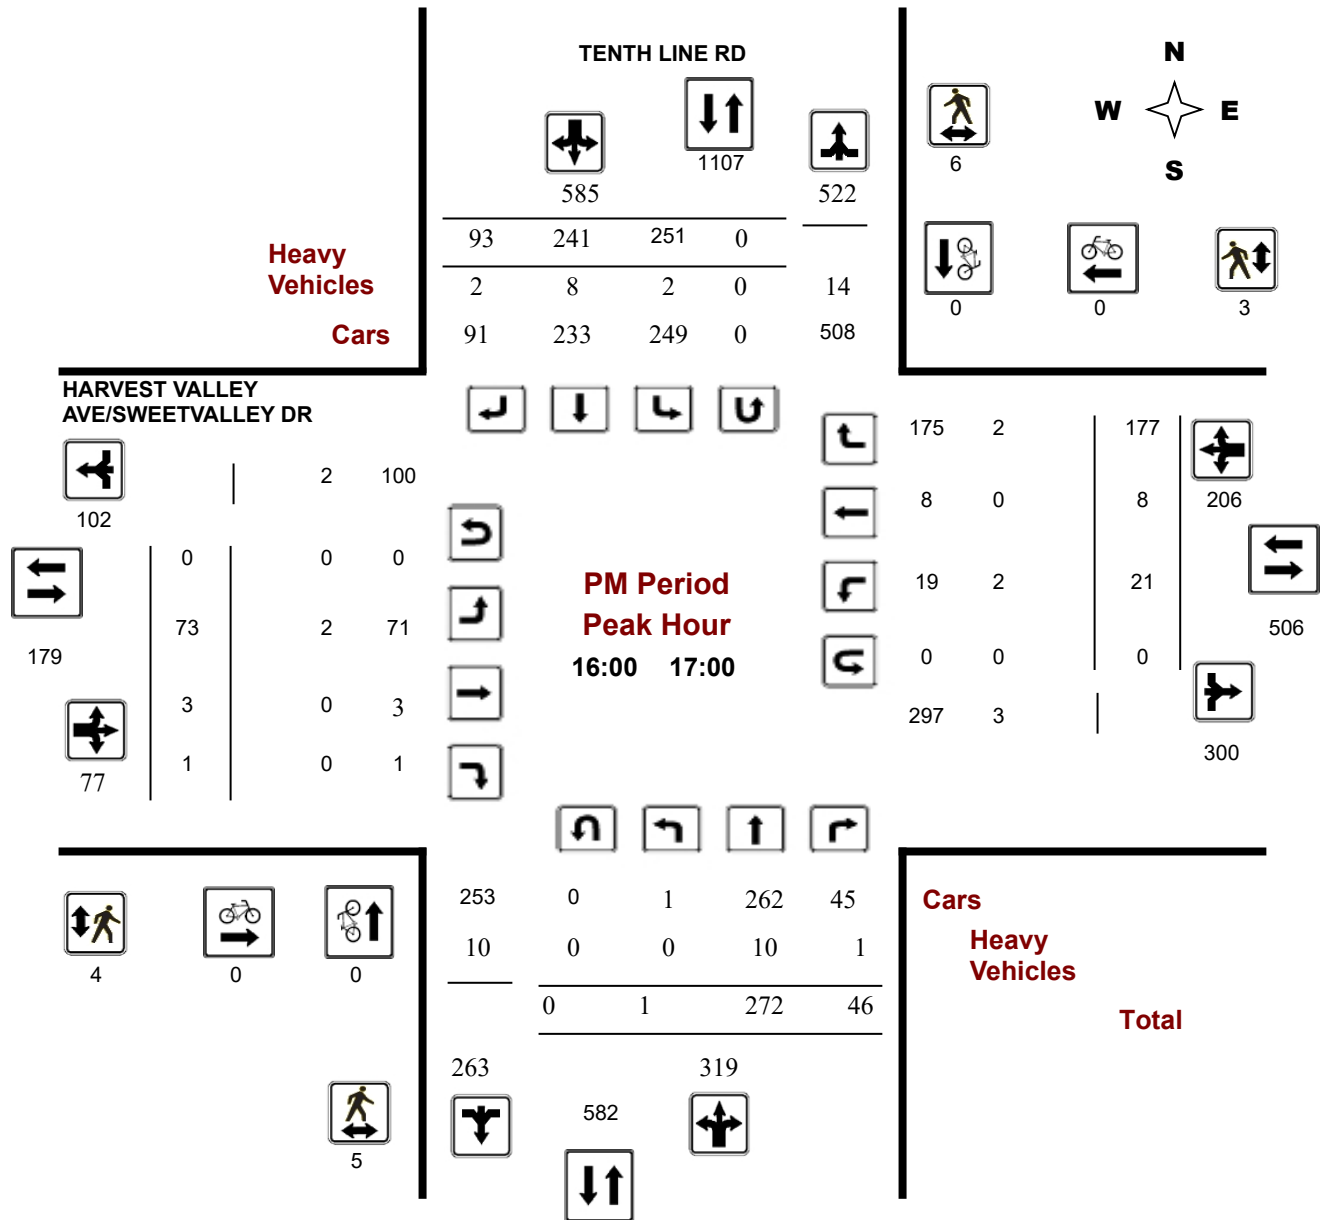 TENTH LINE RD
N
W E
S
1107
6
585 522
93 241 251 0
Heavy
Vehicles
2 8 2 0 14
0 0 3
Cars
91 233 249 0 508
HARVEST VALLEY
AVE/SWEETVALLEY DR
175 2 177
2 100
102
8 0 8 206
0 0 0
PM Period
19 2 21
73 2 71
Peak Hour
506
179
16:00 17:00
0 0 0
3 0 3
297 3
300
77
1 0 1
253 0 1 262 45
Cars
10 0 0 10 1
Heavy
Vehicles
4 0 0
0 1 272 46
Total
263 319
582
5